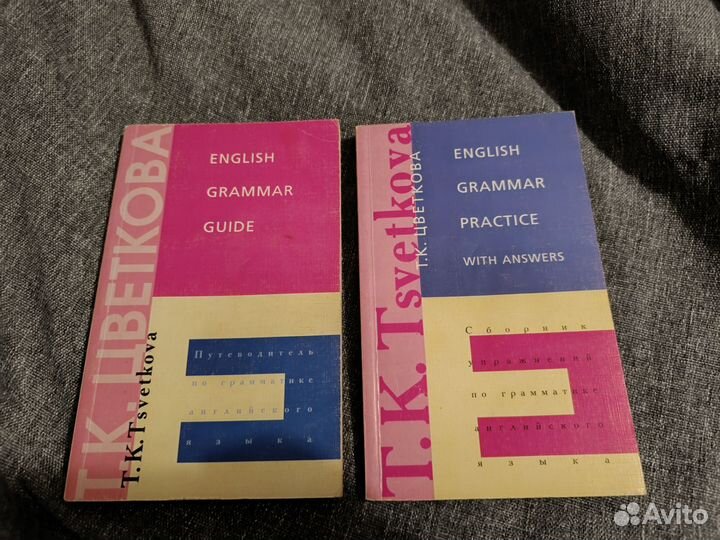 Т.К. ЦВЕТКОВА
T.K.Tsvetkova
ENGLISH
GRAMMAR
GUIDE
Путеводитель
по грамматике
английского
языка
T.K.Tsvetkova
Т.К. ЦВЕТКОВА
ENGLISH
GRAMMAR
PRACTICE
WITH ANSWERS
Сборник
упражнений
по грамматике
английского
языка
Avito